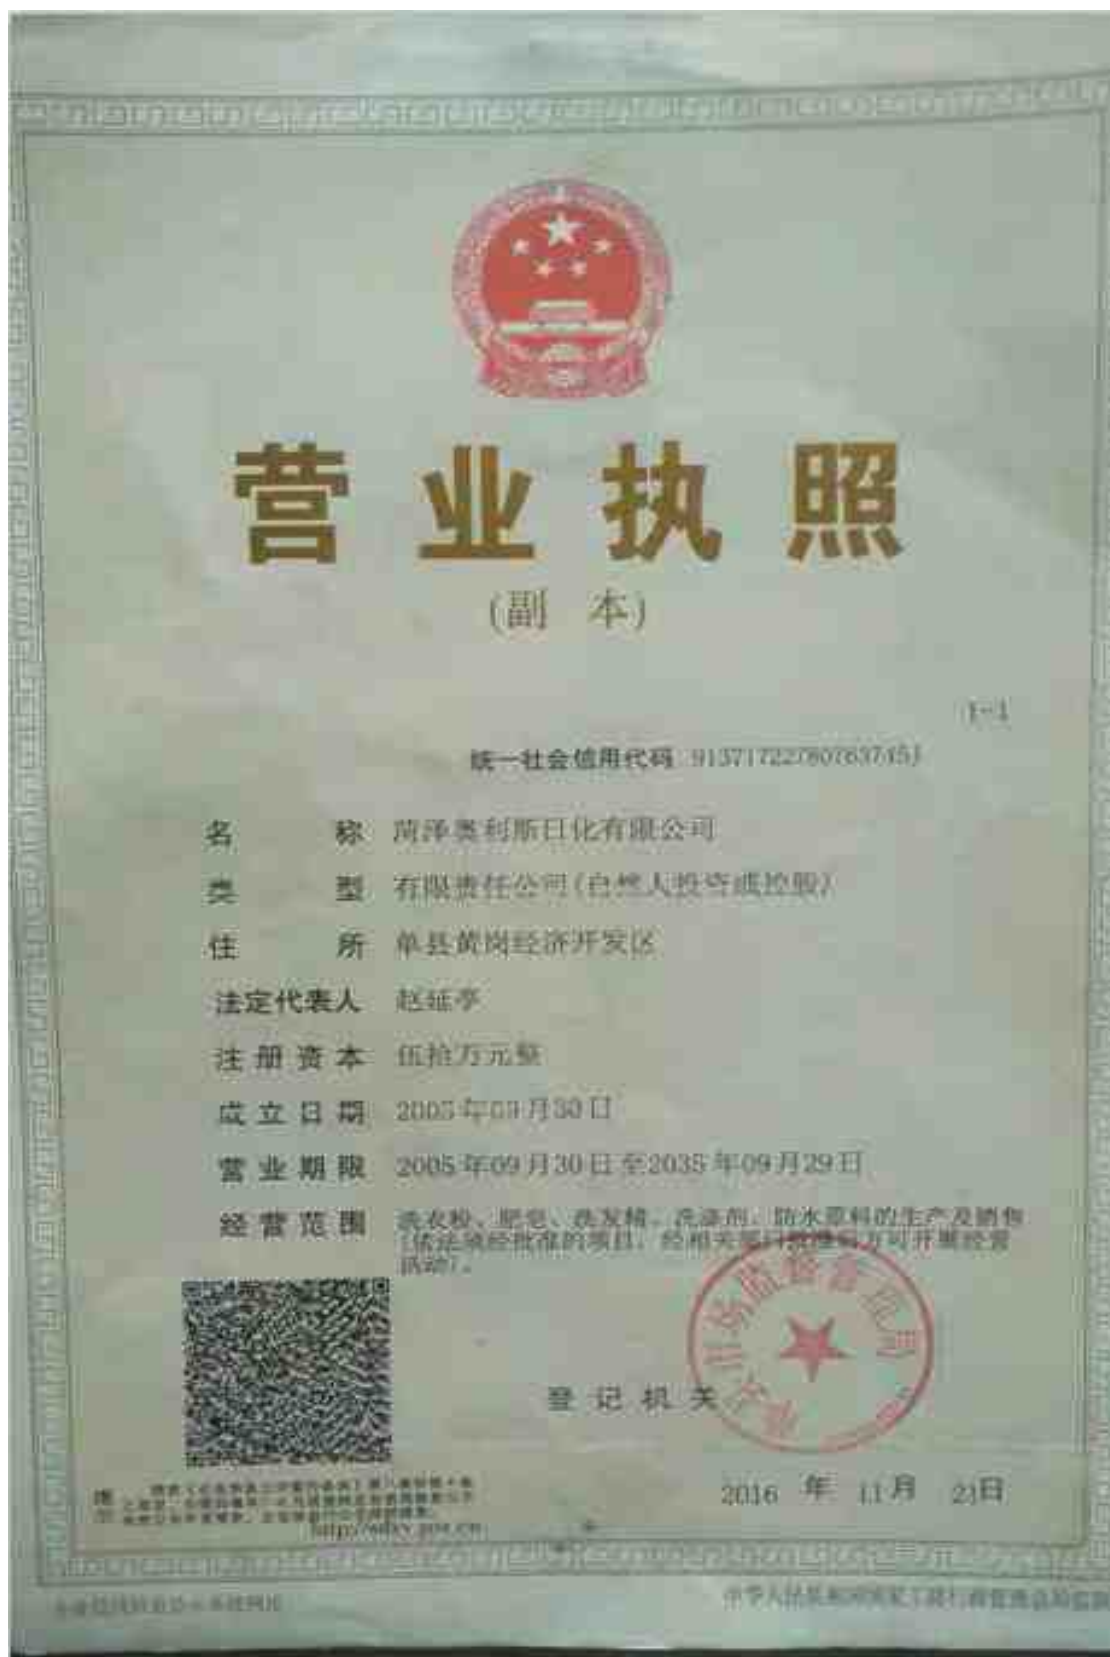 营业执照
(副 本)
1-1
统一社会信用代码
名 称 菏泽奥利斯日化有限公司
类 型 有限责任公司(自然人投资或控股)
住 所 单县黄岗经济开发区
法定代表人 赵延亭
注册资本 伍拾万元整
成立日期 2005年09月30日
营业期限 2005年09月30日至2035年09月29日
经营范围 洗衣粉、肥皂、洗发精、洗涤剂、防水原料的生产及销售
(依法须经批准的项目,经相关部门批准后方可开展经营
活动)。
市场监督管理局
登记机关
2016 年 11月
提
示